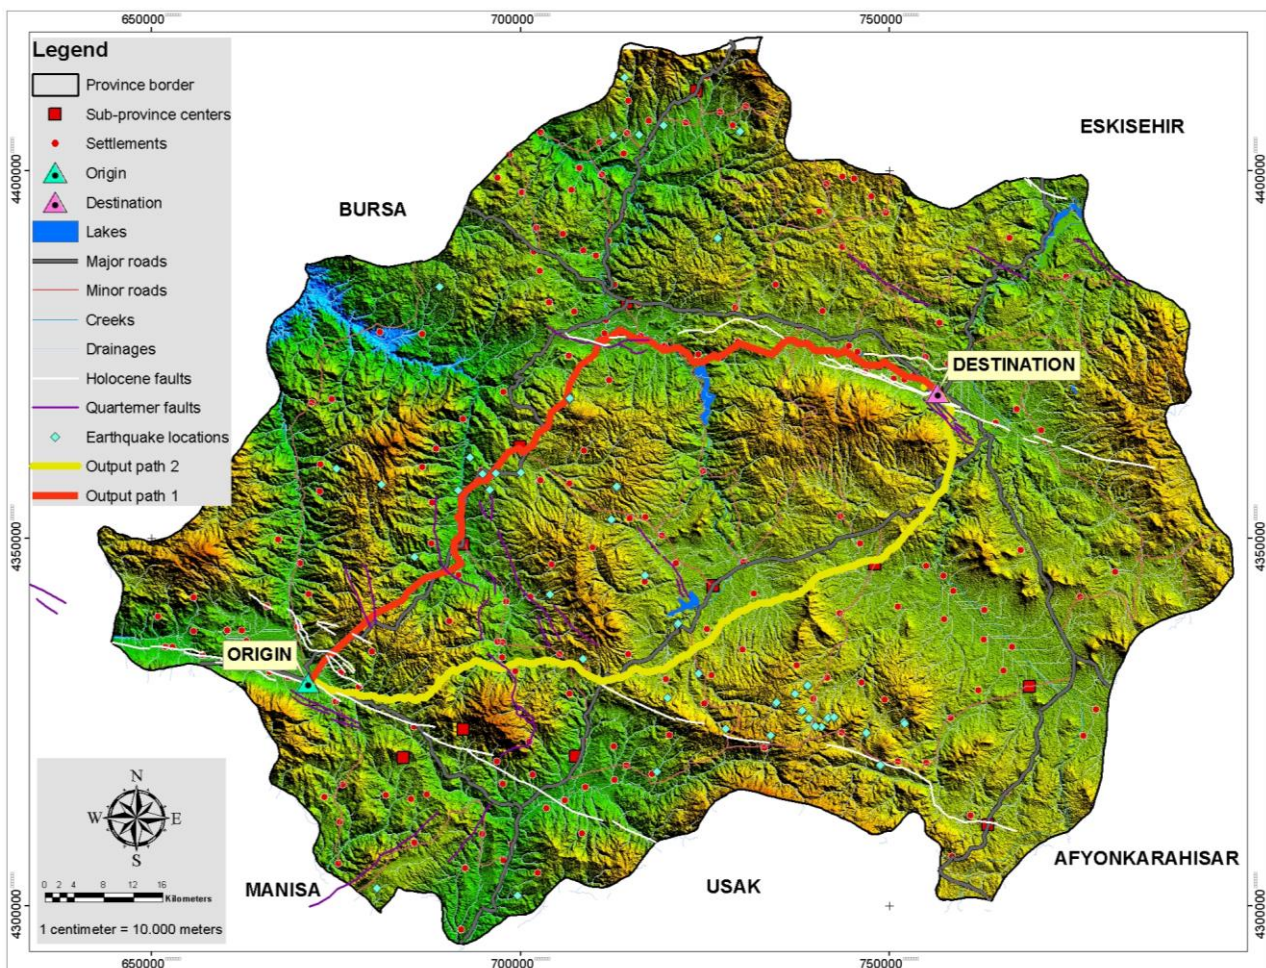 650000
700000
750000
Legend
Province border
Sub-province centers
Settlements
Origin
Destination
Lakes
Major roads
Minor roads
Creeks
Drainages
Holocene faults
Quarterner faults
Earthquake locations
Output path 2
Output path 1
4400000
4400000
ESKISEHIR
BURSA
DESTINATION
4350000
4350000
ORIGIN
N
W
E
S
0 2 4 8 12 16
Kilometers
1 centimeter = 10.000 meters
MANISA
USAK
AFYONKARAHISAR
4300000
4300000
650000
700000
750000